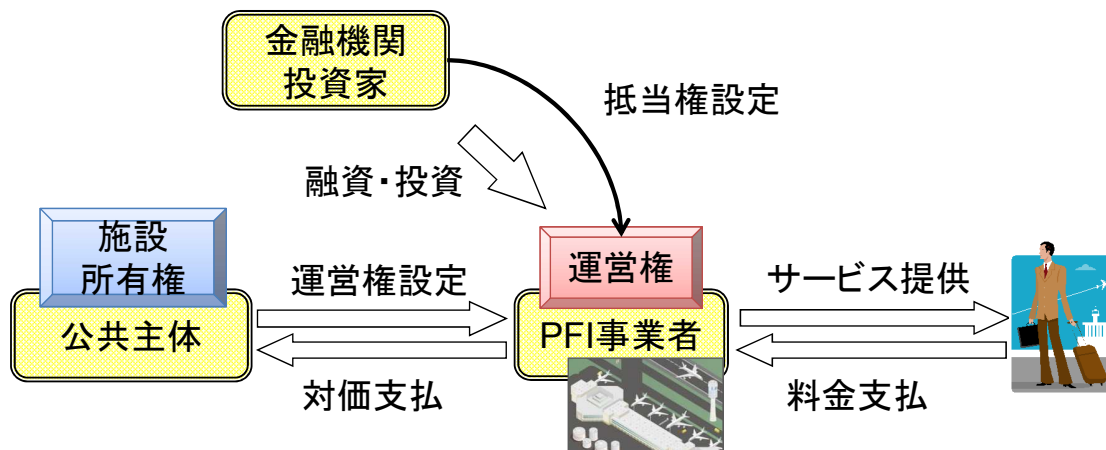 金融機関
投資家
抵当権設定
融資・投資
施設
所有権
運営権
運営権設定
サービス提供
公共主体
PFI事業者
対価支払
料金支払